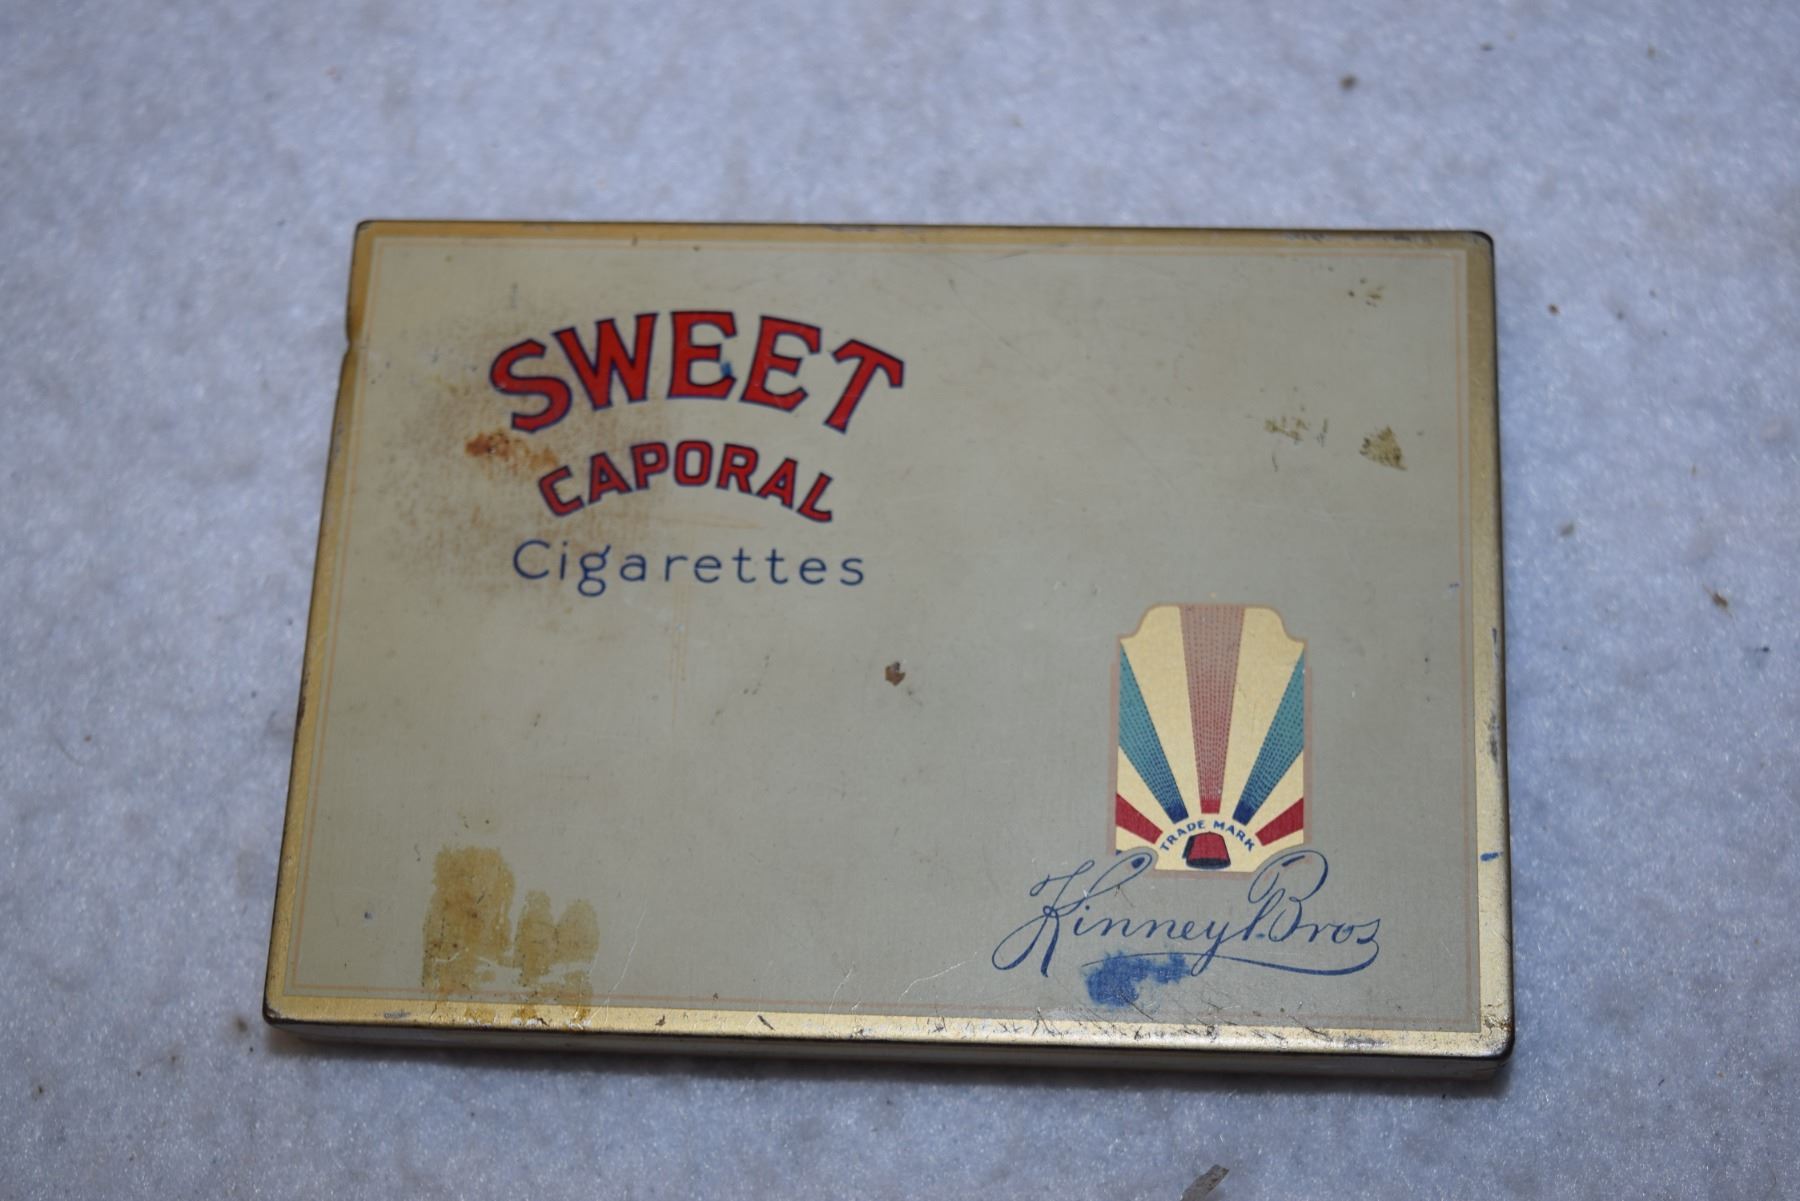 SWEET
CAPORAL
Cigarettes
TRADE MARK
Kinney Bros